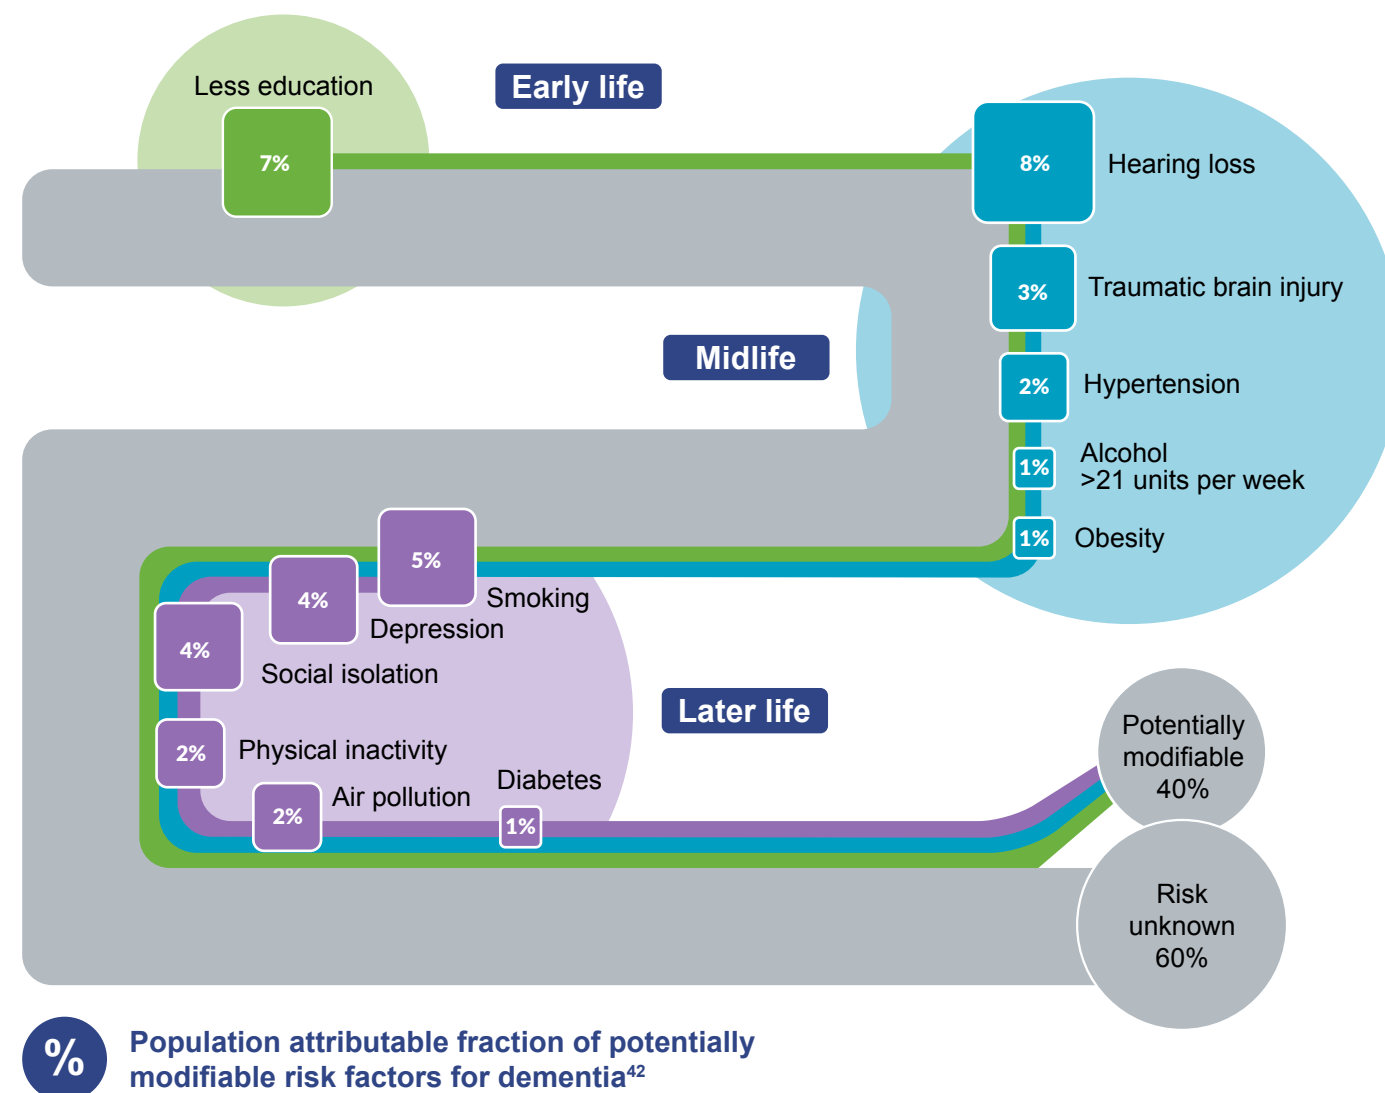 Less education
7%
Early life
8%
Hearing loss
3%
Traumatic brain injury
Midlife
2%
Hypertension
1%
Alcohol
>21 units per week
1%
Obesity
5%
Smoking
4%
Depression
4%
Social isolation
Later life
2%
Physical inactivity
2%
Air pollution
Diabetes
1%
Potentially
modifiable
40%
Risk
unknown
60%
%
Population attributable fraction of potentially
modifiable risk factors for dementia⁴²